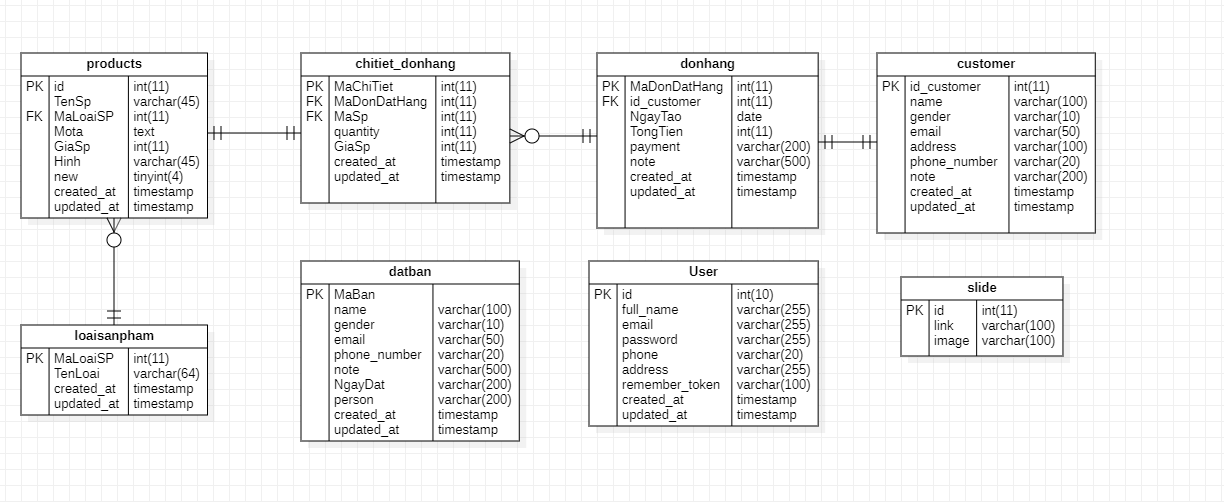 products
PK id int(11)
TenSp varchar(45)
FK MaLoaiSP int(11)
Mota text
GiaSp int(11)
Hinh varchar(45)
new tinyint(4)
created_at timestamp
updated_at timestamp
chitiet_donhang
PK MaChiTiet int(11)
FK MaDonDatHang int(11)
FK MaSp int(11)
quantity int(11)
GiaSp int(11)
created_at timestamp
updated_at timestamp
donhang
PK MaDonDatHang int(11)
FK id_customer int(11)
NgayTao date
TongTien int(11)
payment varchar(200)
note varchar(500)
created_at timestamp
updated_at timestamp
customer
PK id_customer int(11)
name varchar(100)
gender varchar(10)
email varchar(50)
address varchar(100)
phone_number varchar(20)
note varchar(200)
created_at timestamp
updated_at timestamp
loaisanpham
PK MaLoaiSP int(11)
TenLoai varchar(64)
created_at timestamp
updated_at timestamp
datban
PK MaBan
name varchar(100)
gender varchar(10)
email varchar(50)
phone_number varchar(20)
note varchar(500)
NgayDat varchar(200)
person varchar(200)
created_at timestamp
updated_at timestamp
User
PK id int(10)
full_name varchar(255)
email varchar(255)
password varchar(255)
phone varchar(20)
address varchar(255)
remember_token varchar(100)
created_at timestamp
updated_at timestamp
slide
PK id int(11)
link varchar(100)
image varchar(100)